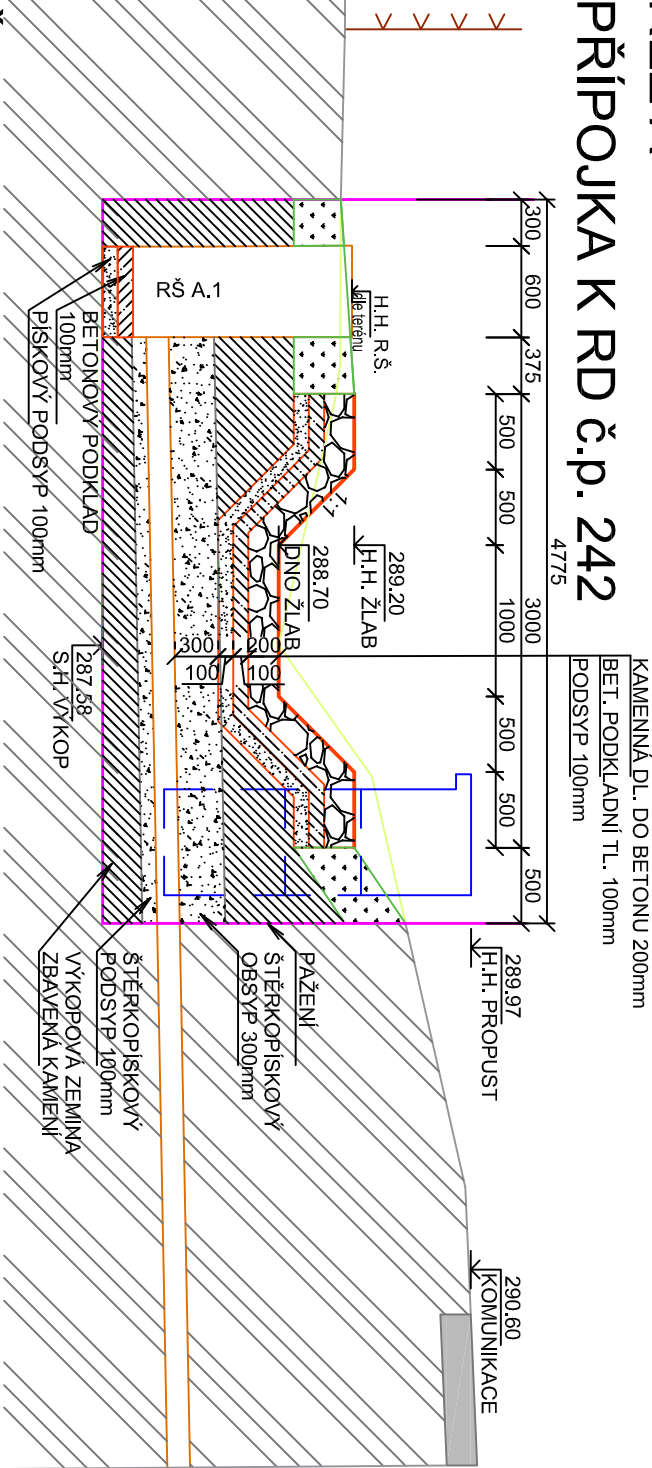 PŘÍPOJKA K RD č.p. 242
4775
300
600
375
3000
500
500
500
1000
500
500
KAMENNÁ DL. DO BETONU 200mm
BET. PODKLADNÍ TL. 100mm
PODSYP 100mm
289.97
H.H. PROPUST
290.60
KOMUNIKACE
H.H. R.Š.
dle terénu
289.20
H.H. ŽLAB
288.70
DNO ŽLAB
RŠ A.1
300
200
100
100
PAŽENÍ
ŠTĚRKOPÍSKOVÝ
OBSYP 300mm
ŠTĚRKOPÍSKOVÝ
PODSYP 100mm
VÝKOPOVÁ ZEMINA
ZBAVENÁ KAMENÍ
287.58
S.H. VÝKOP
BETONOVÝ PODKLAD
100mm
PÍSKOVÝ PODSYP 100mm